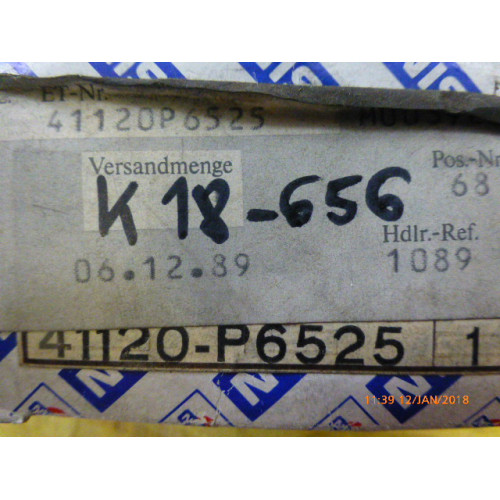 ET-Nr.
41120P6525
Versandmenge
Pos.-Nr
68
K 18-656
Hdlr.-Ref.
06.12.89
1089
41120-P6525 1
11:39 12/JAN/2018